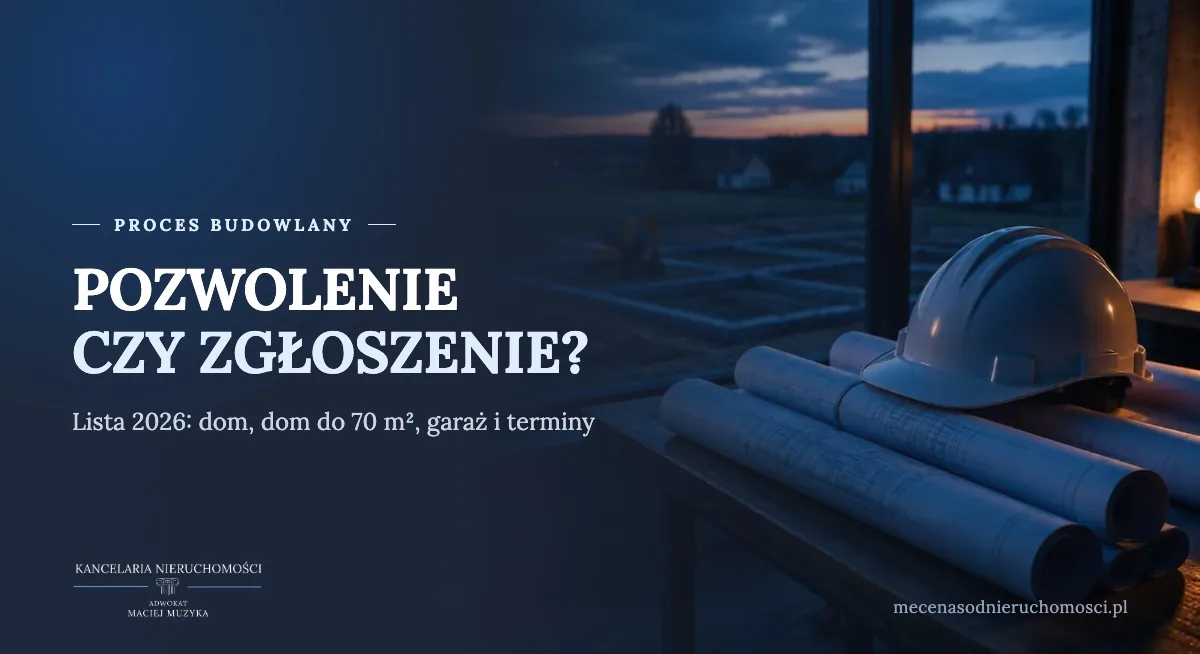 PROCES BUDOWLANY
POZWOLENIE
CZY ZGŁOSZENIE?
Lista 2026: dom, dom do 70 m², garaż i terminy
KANCELARIA NIERUCHOMOŚCI
ADWOKAT
MACIEJ MUZYKA
mecenasodnieruchomosci.pl